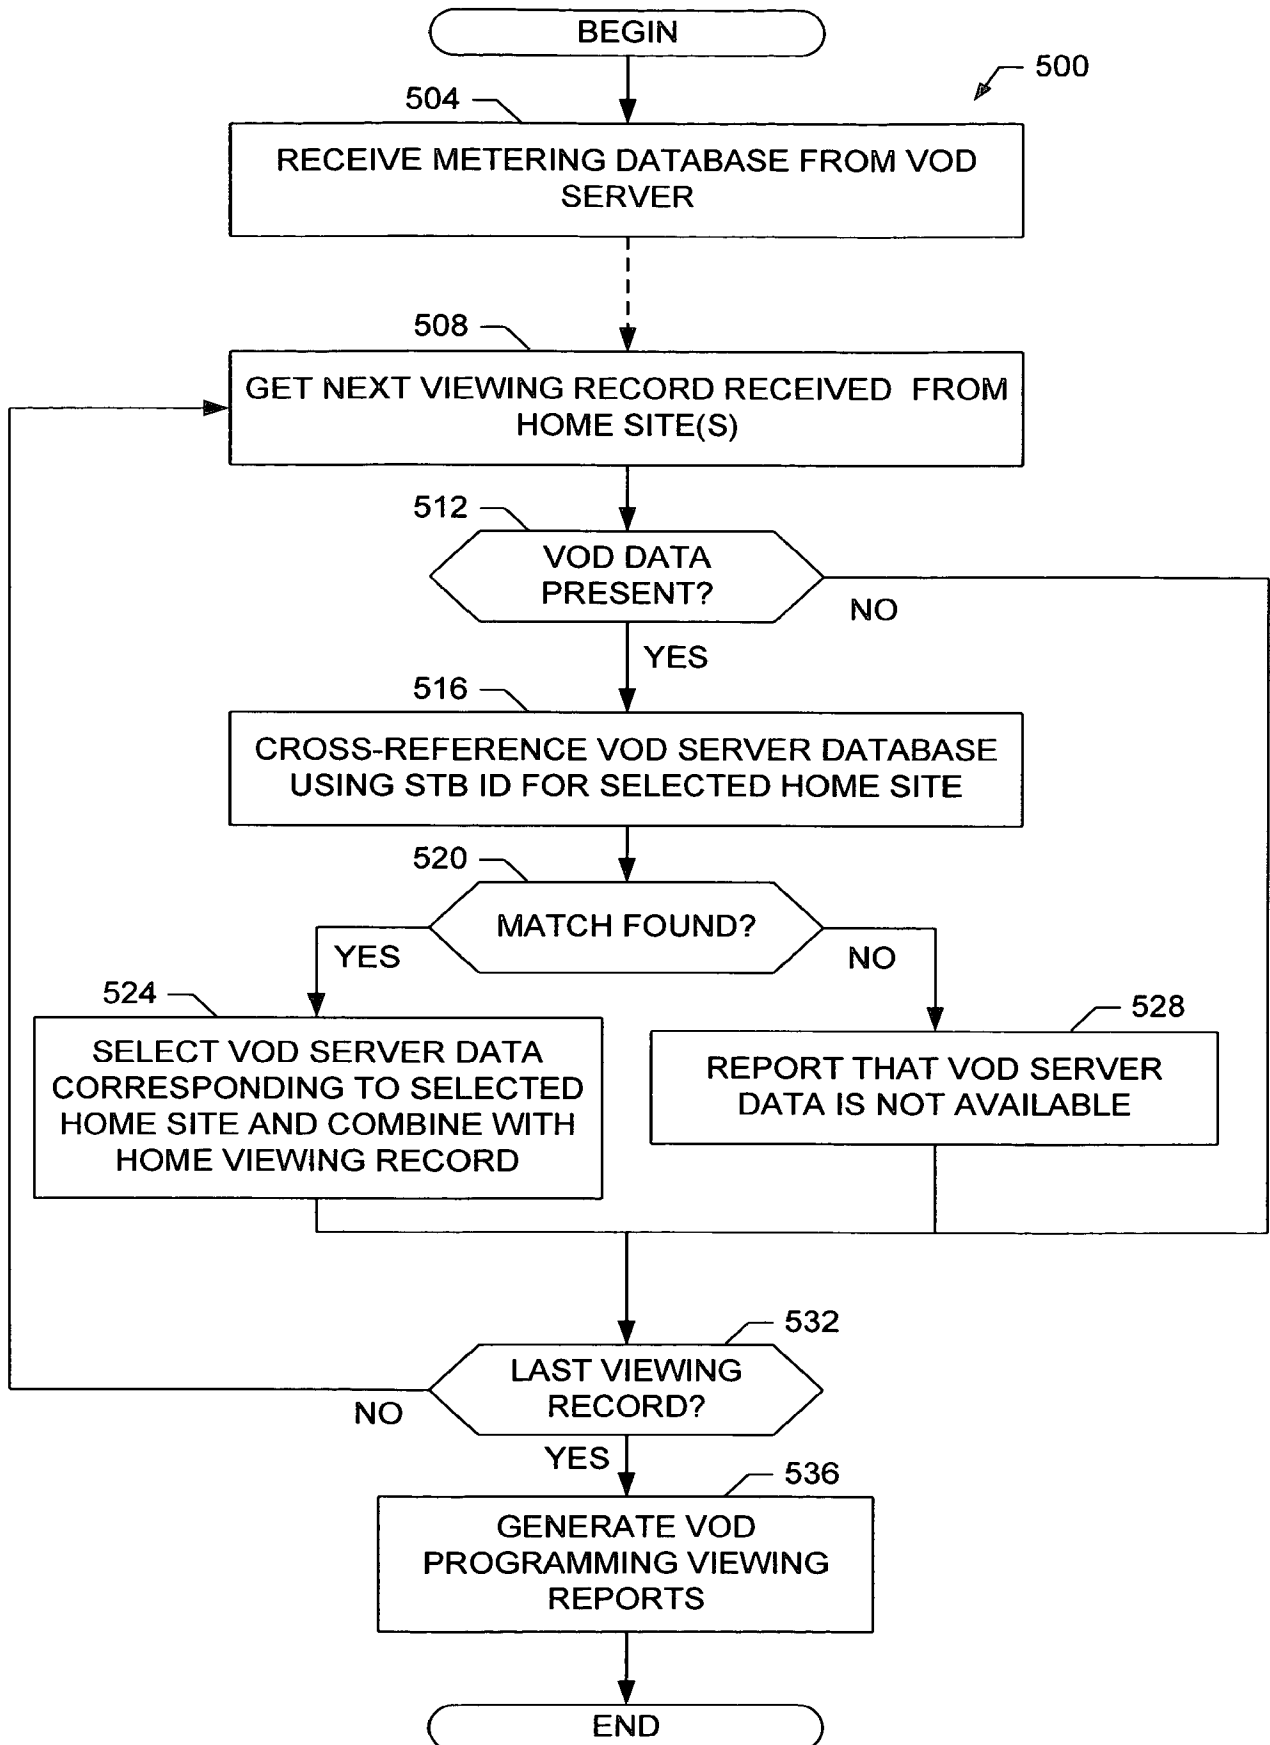 BEGIN
500
504
RECEIVE METERING DATABASE FROM VOD
SERVER
508
GET NEXT VIEWING RECORD RECEIVED FROM
HOME SITE(S)
512
VOD DATA
PRESENT?
NO
YES
516
CROSS-REFERENCE VOD SERVER DATABASE
USING STB ID FOR SELECTED HOME SITE
520
MATCH FOUND?
YES
NO
524
SELECT VOD SERVER DATA
CORRESPONDING TO SELECTED
HOME SITE AND COMBINE WITH
HOME VIEWING RECORD
528
REPORT THAT VOD SERVER
DATA IS NOT AVAILABLE
532
LAST VIEWING
RECORD?
NO
YES
536
GENERATE VOD
PROGRAMMING VIEWING
REPORTS
END